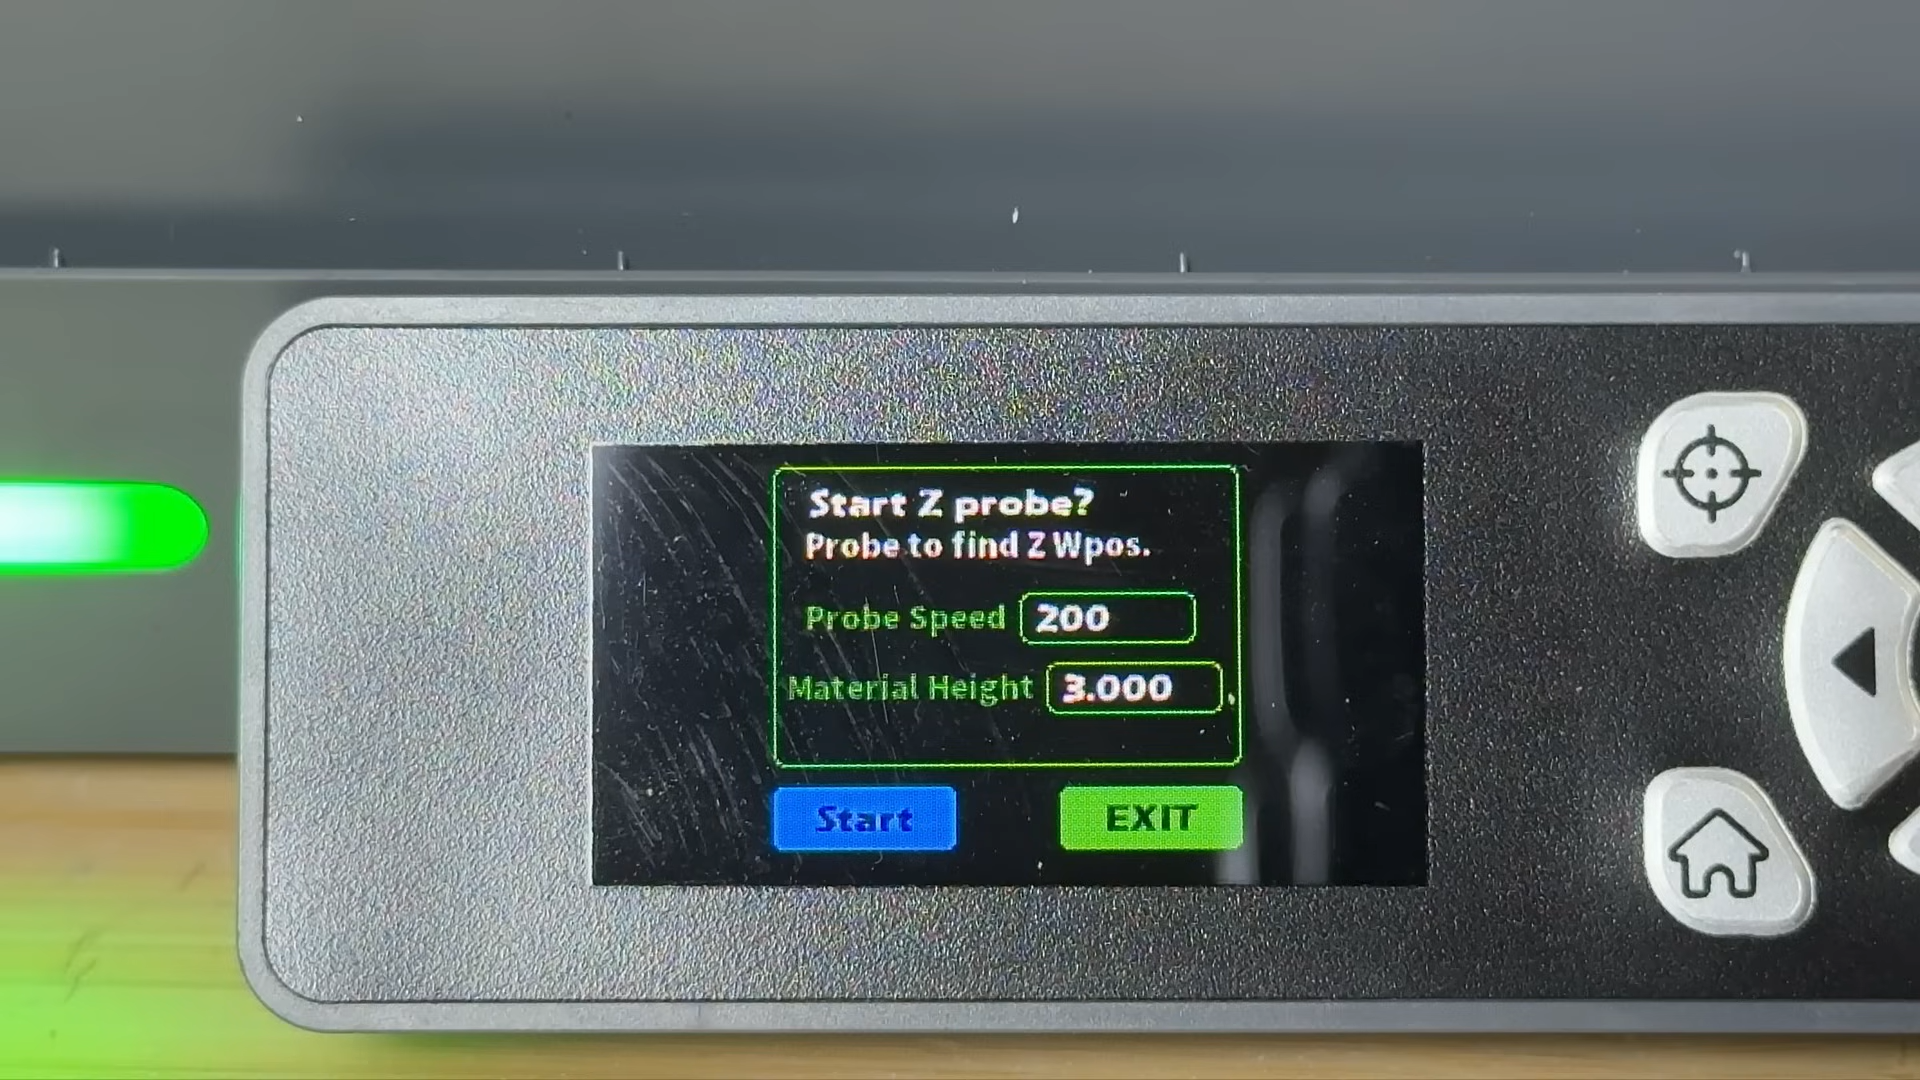 Start Z probe?
Probe to find Z Wpos.
Probe Speed 200
Material Height 3.000
Start EXIT